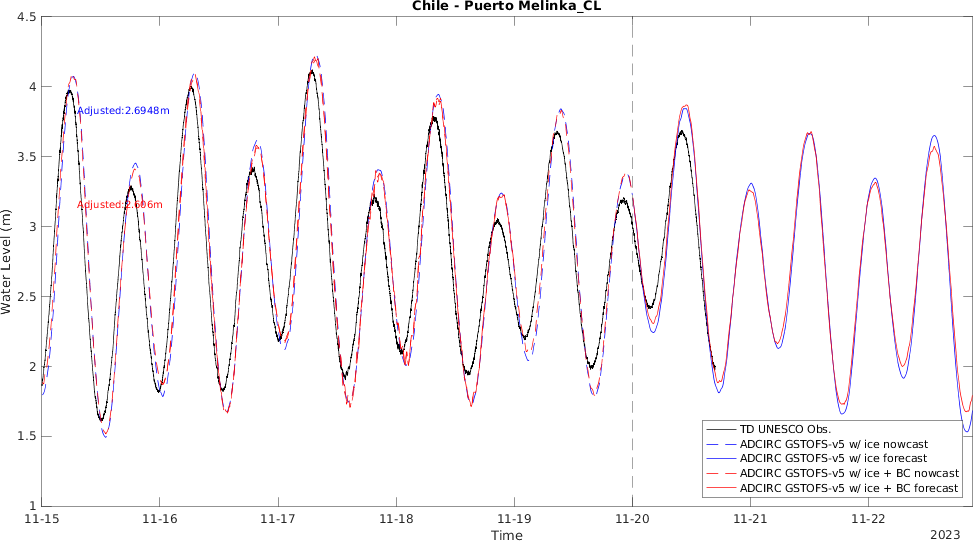 Chile - Puerto Melinka_CL
4.5
4
3.5
3
2.5
2
1.5
1
Water Level (m)
Adjusted:2.6948m
Adjusted:2.606m
TD UNESCO Obs.
ADCIRC GSTOFS-v5 w/ ice nowcast
ADCIRC GSTOFS-v5 w/ ice forecast
ADCIRC GSTOFS-v5 w/ ice + BC nowcast
ADCIRC GSTOFS-v5 w/ ice + BC forecast
11-15 11-16 11-17 11-18 11-19 11-20 11-21 11-22
Time
2023